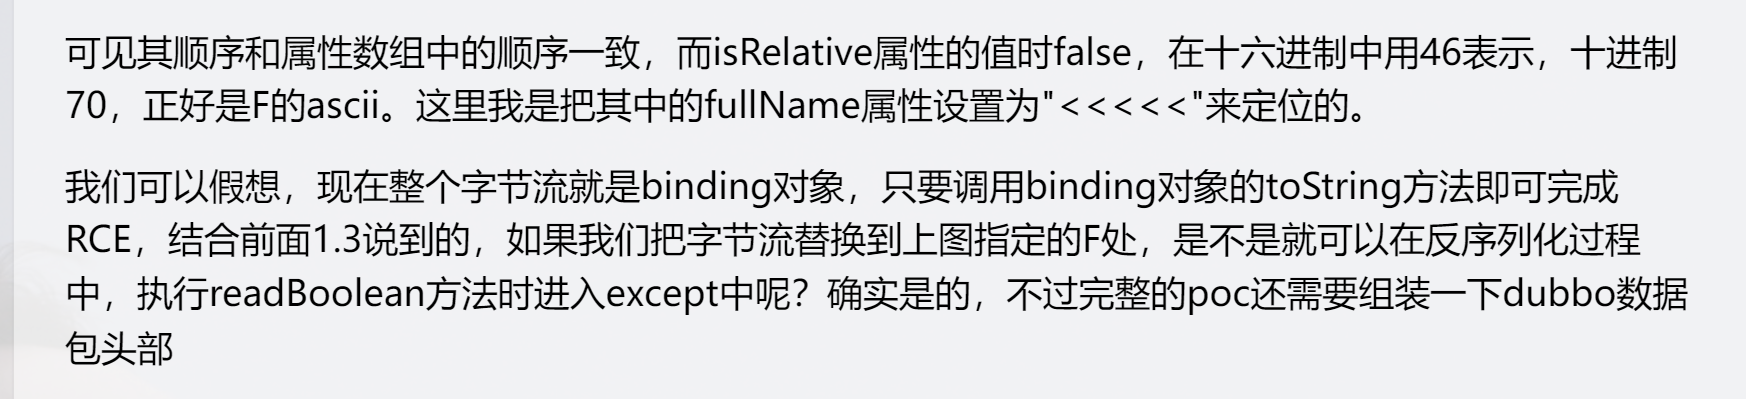 可见其顺序和属性数组中的顺序一致，而isRelative属性的值时false，在十六进制中用46表示，十进制
70，正好是F的ascii。这里我是把其中的fullName属性设置为"<<<<<"来定位的。
我们可以假想，现在整个字节流就是binding对象，只要调用binding对象的toString方法即可完成
RCE，结合前面1.3说到的，如果我们把字节流替换到上图指定的F处，是不是就可以在反序列化过程
中，执行readBoolean方法时进入except中呢？确实是的，不过完整的poc还需要组装一下dubbo数据
包头部